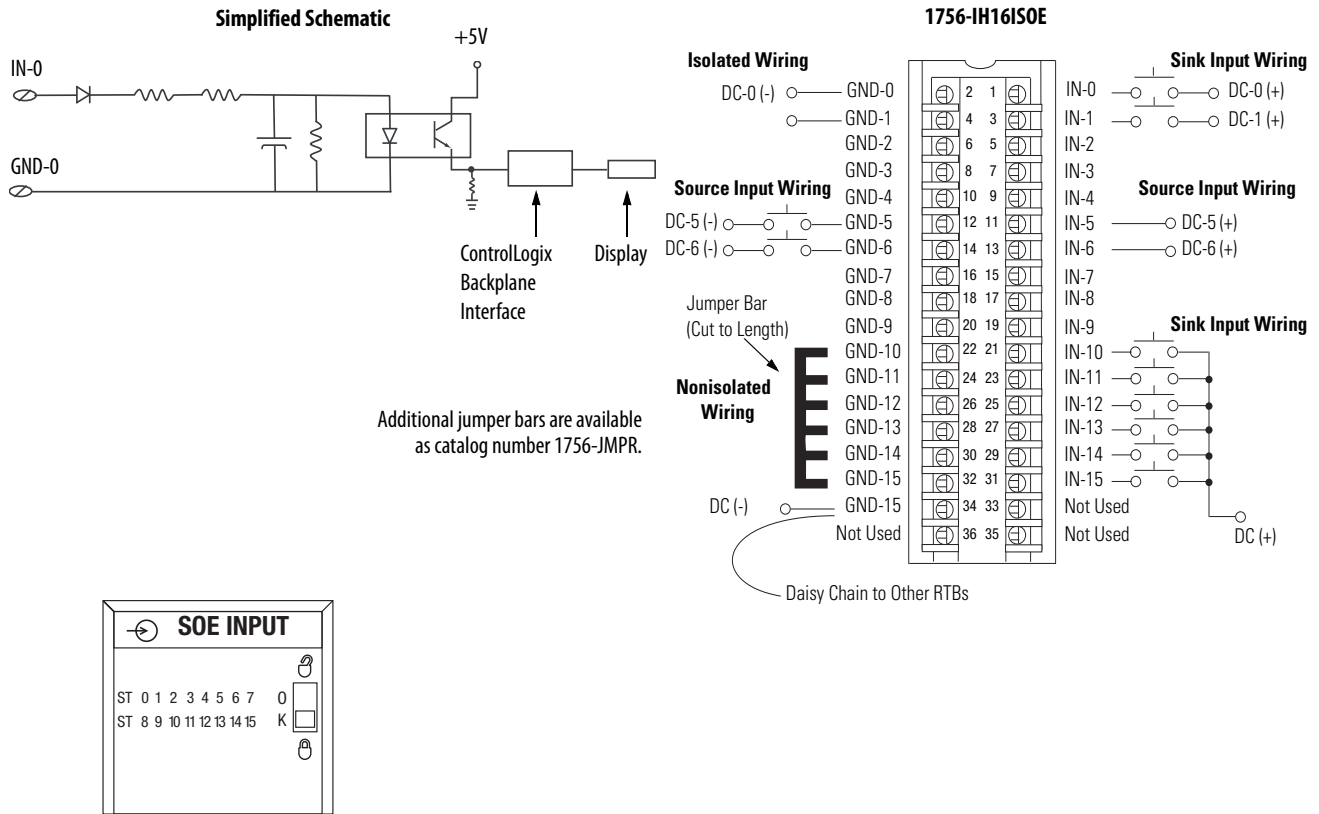 Simplified Schematic
+5V
IN-0
GND-0
ControlLogix
Backplane
Interface
Display
Additional jumper bars are available
as catalog number 1756-JMPR.
1756-IH16ISOE
Isolated Wiring
Sink Input Wiring
DC-0 (-) GND-0 2 1 IN-0 DC-0 (+)
GND-1 4 3 IN-1 DC-1 (+)
GND-2 6 5 IN-2
GND-3 8 7 IN-3
Source Input Wiring
Source Input Wiring
GND-4 10 9 IN-4
DC-5 (-) GND-5 12 11 IN-5 DC-5 (+)
DC-6 (-) GND-6 14 13 IN-6 DC-6 (+)
GND-7 16 15 IN-7
GND-8 18 17 IN-8
Jumper Bar
(Cut to Length)
GND-9 20 19 IN-9
Sink Input Wiring
GND-10 22 21 IN-10
GND-11 24 23 IN-11
Nonisolated
Wiring
GND-12 26 25 IN-12
GND-13 28 27 IN-13
GND-14 30 29 IN-14
GND-15 32 31 IN-15
DC (-) GND-15 34 33 Not Used
Not Used 36 35 Not Used
DC (+)
Daisy Chain to Other RTBs
SOE INPUT
ST 0 1 2 3 4 5 6 7 O
ST 8 9 10 11 12 13 14 15 K